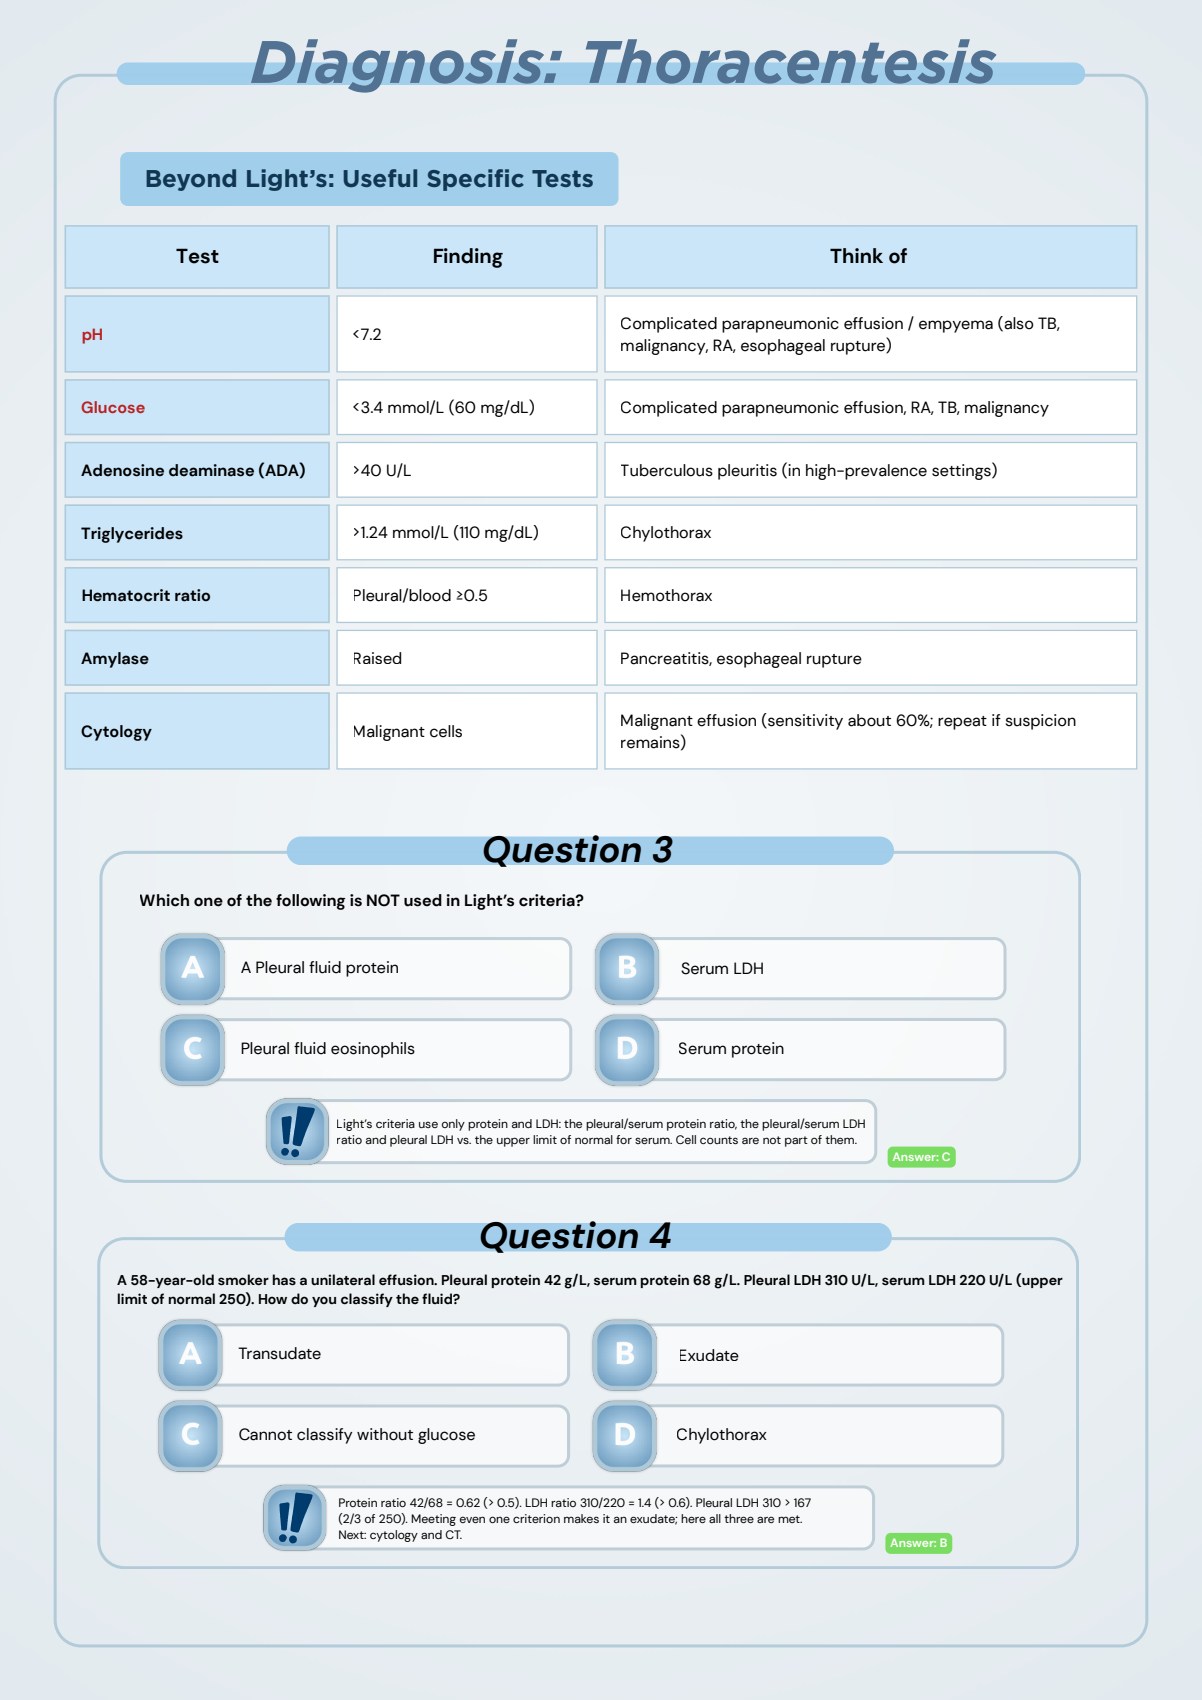 Diagnosis: Thoracentesis
Beyond Light's: Useful Specific Tests
Test
Finding
Think of
pH
<7.2
Complicated parapneumonic effusion / empyema (also TB,
malignancy, RA, esophageal rupture)
Glucose
<3.4 mmol/L (60 mg/dL)
Complicated parapneumonic effusion, RA, TB, malignancy
Adenosine deaminase (ADA)
>40 U/L
Tuberculous pleuritis (in high-prevalence settings)
Triglycerides
>1.24 mmol/L (110 mg/dL)
Chylothorax
Hematocrit ratio
Pleural/blood ≥0.5
Hemothorax
Amylase
Raised
Pancreatitis, esophageal rupture
Cytology
Malignant cells
Malignant effusion (sensitivity about 60%; repeat if suspicion
remains)
Question 3
Which one of the following is NOT used in Light's criteria?
A
A Pleural fluid protein
B
Serum LDH
C
Pleural fluid eosinophils
D
Serum protein
Light's criteria use only protein and LDH: the pleural/serum protein ratio, the pleural/serum LDH
ratio and pleural LDH vs. the upper limit of normal for serum. Cell counts are not part of them.
Answer: C
Question 4
A 58-year-old smoker has a unilateral effusion. Pleural protein 42 g/L, serum protein 68 g/L. Pleural LDH 310 U/L, serum LDH 220 U/L (upper
limit of normal 250). How do you classify the fluid?
A
Transudate
B
Exudate
C
Cannot classify without glucose
D
Chylothorax
Protein ratio 42/68 = 0.62 (> 0.5). LDH ratio 310/220 = 1.4 (> 0.6). Pleural LDH 310 > 167
(2/3 of 250). Meeting even one criterion makes it an exudate; here all three are met.
Next: cytology and CT.
Answer: B